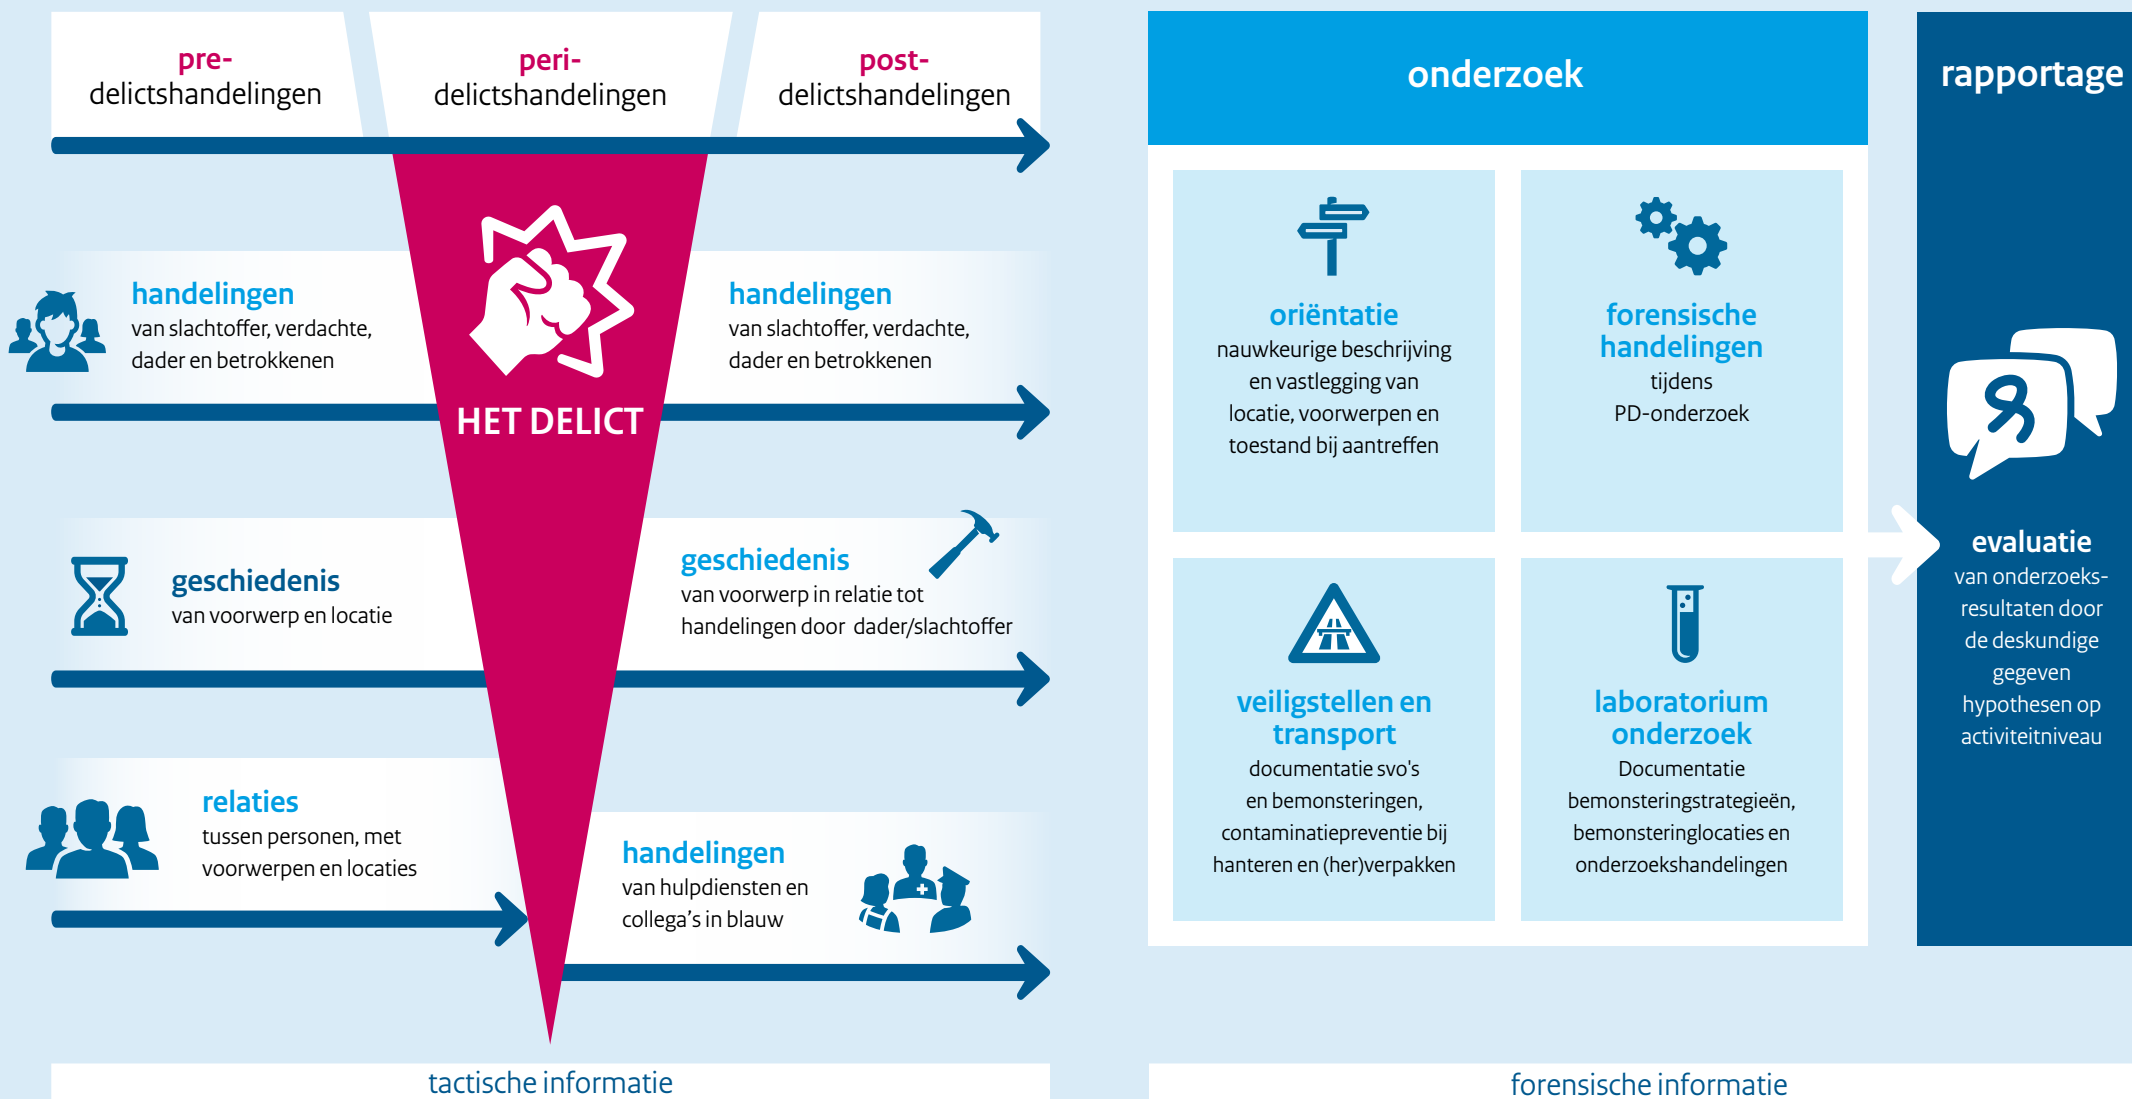 pre-
delictshandelingen
peri-
delictshandelingen
post-
delictshandelingen
HET DELICT
handelingen
van slachtoffer, verdachte,
dader en betrokkenen
handelingen
van slachtoffer, verdachte,
dader en betrokkenen
geschiedenis
van voorwerp en locatie
geschiedenis
van voorwerp in relatie tot
handelingen door dader/slachtoffer
relaties
tussen personen, met
voorwerpen en locaties
handelingen
van hulpdiensten en
collega's in blauw
tactische informatie
onderzoek
oriëntatie
nauwkeurige beschrijving
en vastlegging van
locatie, voorwerpen en
toestand bij aantreffen
forensische
handelingen
tijdens
PD-onderzoek
veiligstellen en
transport
documentatie svo's
en bemonsteringen,
contaminatiepreventie bij
hanteren en (her)verpakken
laboratorium
onderzoek
Documentatie
bemonsteringstrategieën,
bemonsteringlocaties en
onderzoekshandelingen
rapportage
evaluatie
van onderzoeks-
resultaten door
de deskundige
gegeven
hypothesen op
activiteitniveau
forensische informatie